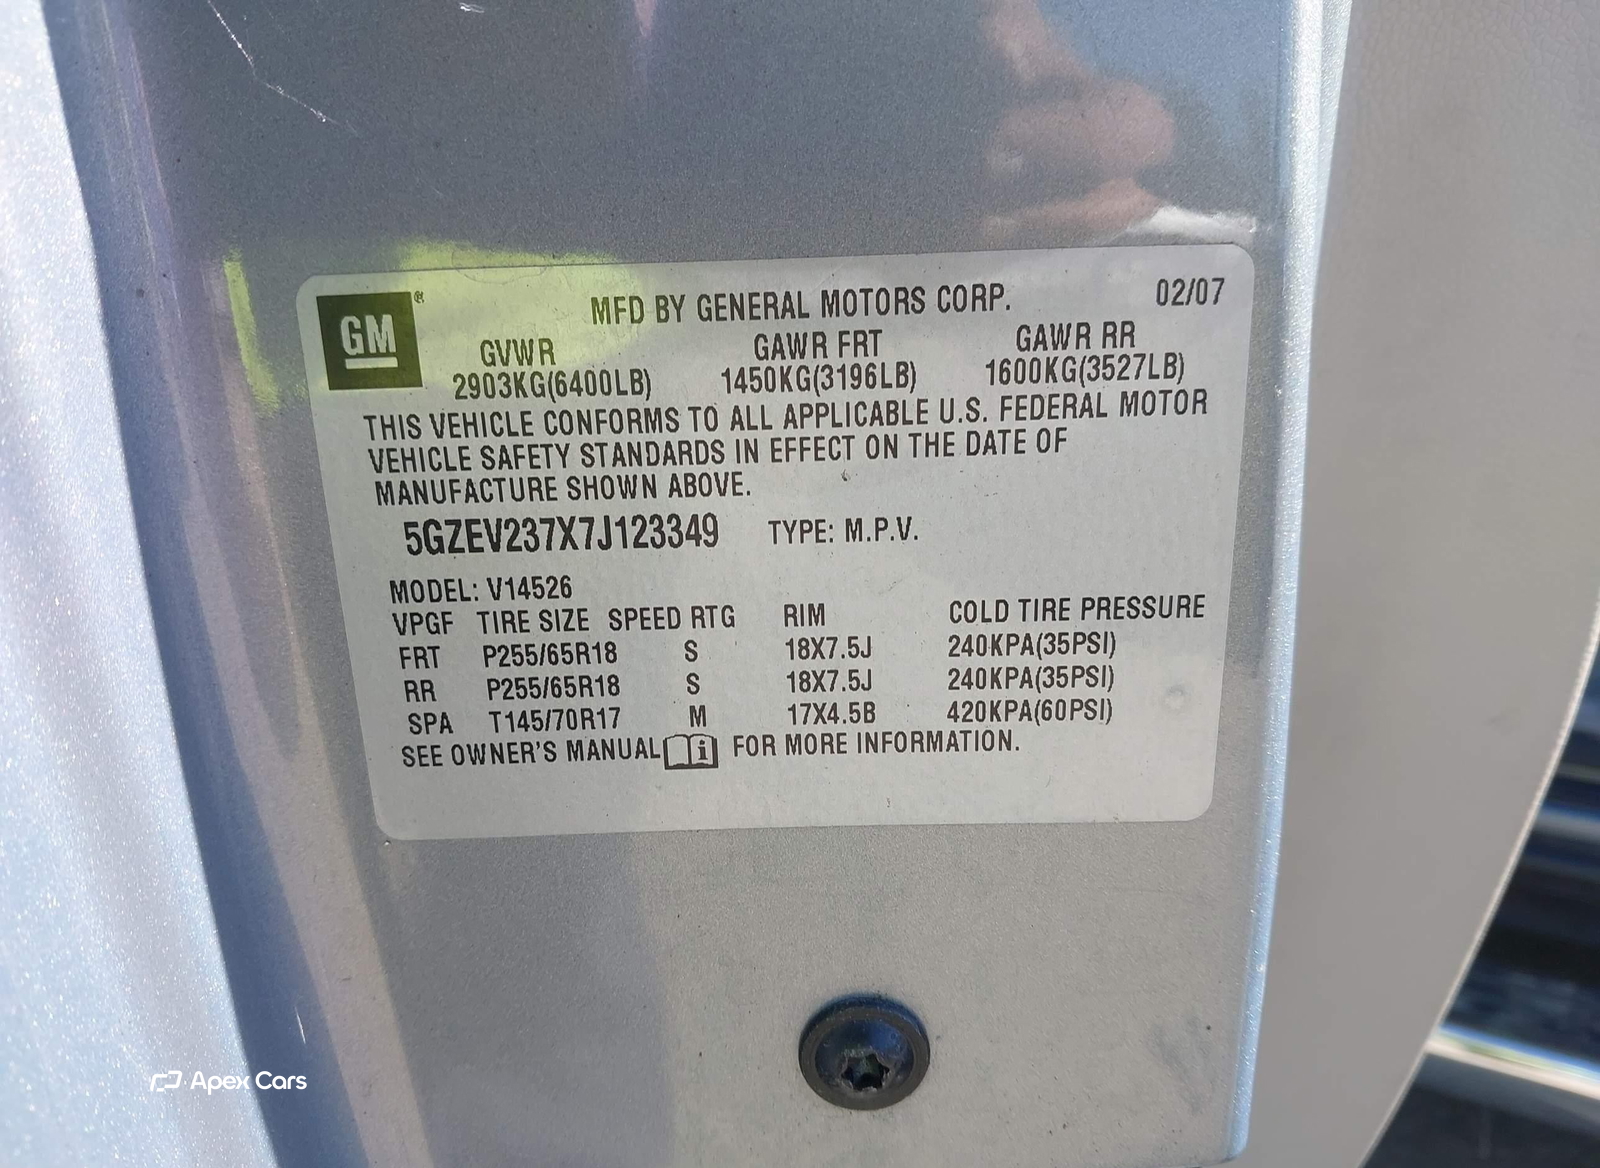 GM®
MFD BY GENERAL MOTORS CORP. 02/07
GVWR GAWR FRT GAWR RR
2903KG(6400LB) 1450KG(3196LB) 1600KG(3527LB)
THIS VEHICLE CONFORMS TO ALL APPLICABLE U.S. FEDERAL MOTOR
VEHICLE SAFETY STANDARDS IN EFFECT ON THE DATE OF
MANUFACTURE SHOWN ABOVE.
5GZEV237X7J123349 TYPE: M.P.V.
MODEL: V14526
VPGF TIRE SIZE SPEED RTG RIM COLD TIRE PRESSURE
FRT P255/65R18 S 18X7.5J 240KPA(35PSI)
RR P255/65R18 S 18X7.5J 240KPA(35PSI)
SPA T145/70R17 M 17X4.5B 420KPA(60PSI)
SEE OWNER'S MANUAL i FOR MORE INFORMATION.
Apex Cars